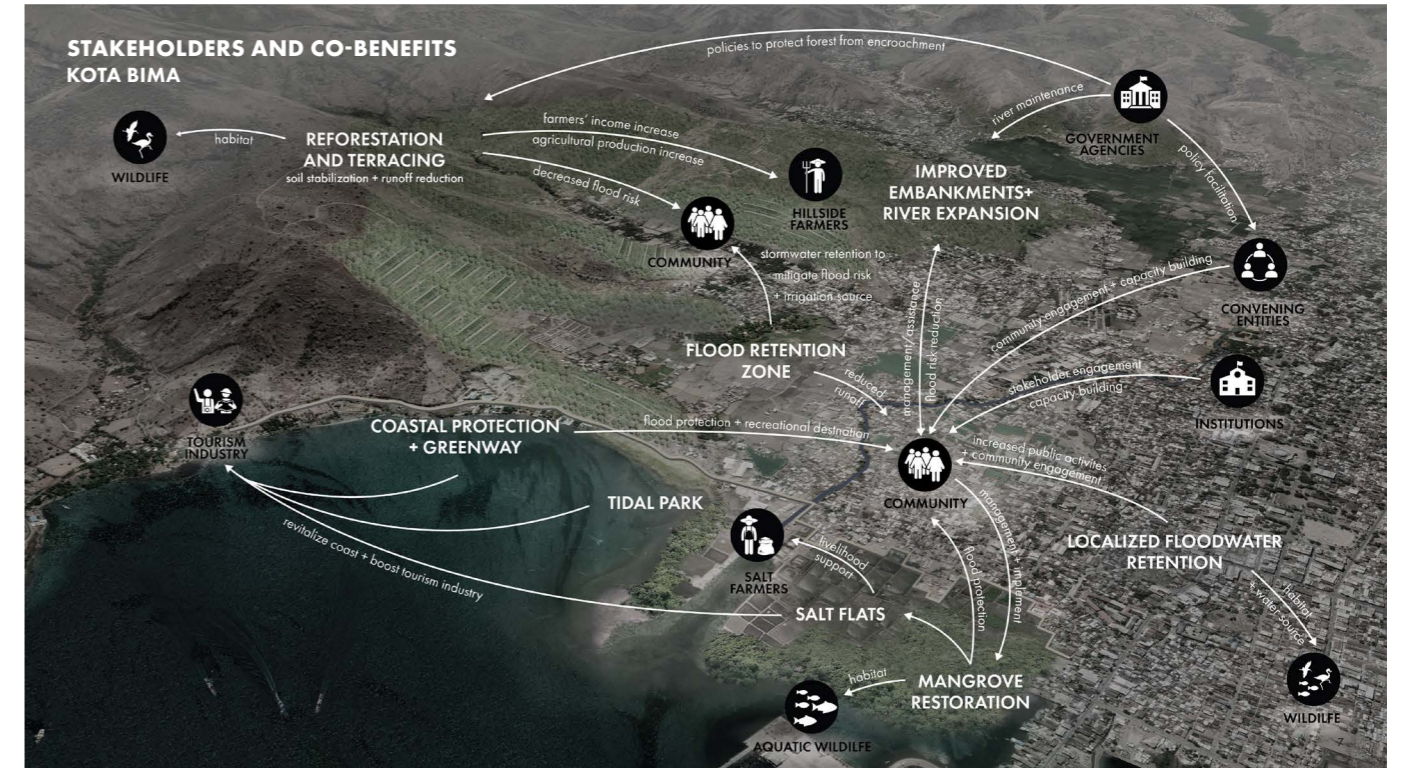 STAKEHOLDERS AND CO-BENEFITS
KOTA BIMA
policies to protect forest from encroachment
river maintenance
GOVERNMENT
AGENCIES
policy facilitation
WILDLIFE
habitat
REFORESTATION
AND TERRACING
soil stabilization + runoff reduction
farmers' income increase
agricultural production increase
decreased flood risk
HILLSIDE
FARMERS
COMMUNITY
IMPROVED
EMBANKMENTS+
RIVER EXPANSION
stormwater retention to
mitigate flood risk
+ irrigation source
CONVENING
ENTITIES
community engagement + capacity building
FLOOD RETENTION
ZONE
reduced
runoff
management/assistance
flood risk reduction
stakeholder engagement
capacity building
INSTITUTIONS
TOURISM
INDUSTRY
COASTAL PROTECTION
+ GREENWAY
flood protection + recreational destnation
COMMUNITY
increased public activites
+ community engagement
TIDAL PARK
revitalize coast + boost tourism industry
SALT
FARMERS
livelihood
support
flood protection
management + implement
LOCALIZED FLOODWATER
RETENTION
habitat
+ water source
SALT FLATS
habitat
MANGROVE
RESTORATION
AQUATIC WILDILFE
WILDILFE
7